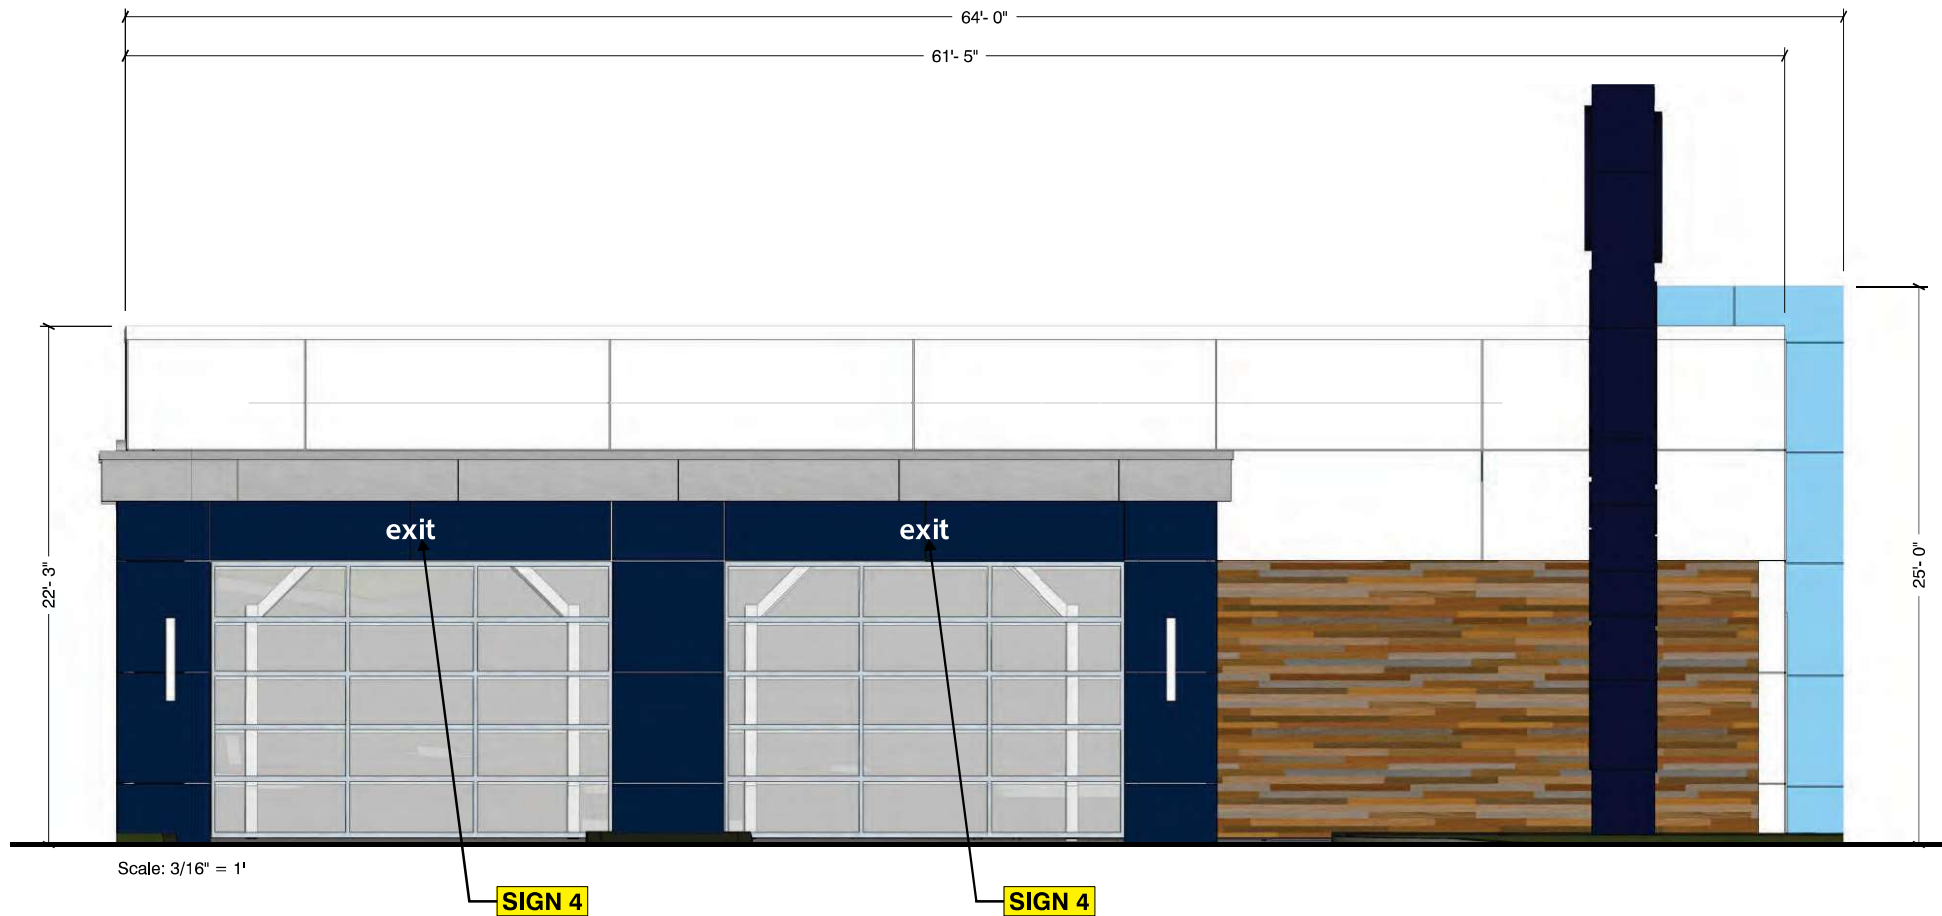 64'- 0"
61'- 5"
22'- 3"
25'- 0"
exit
exit
Scale: 3/16" = 1'
SIGN 4
SIGN 4